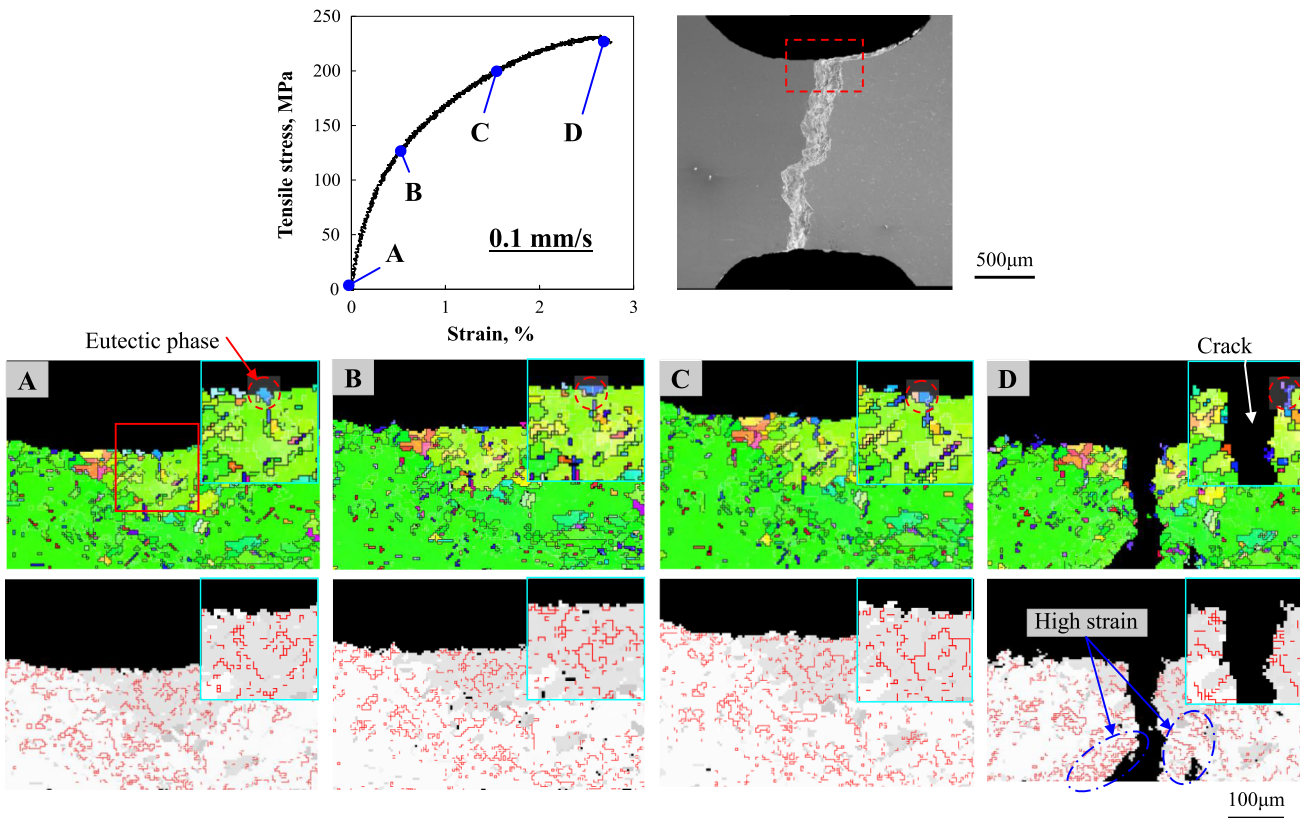 250
200
150
100
50
0
Tensile stress, MPa
A
B
C
D
0.1 mm/s
0
1
2
3
Strain, %
500μm
Eutectic phase
Crack
A
B
C
D
High strain
100μm